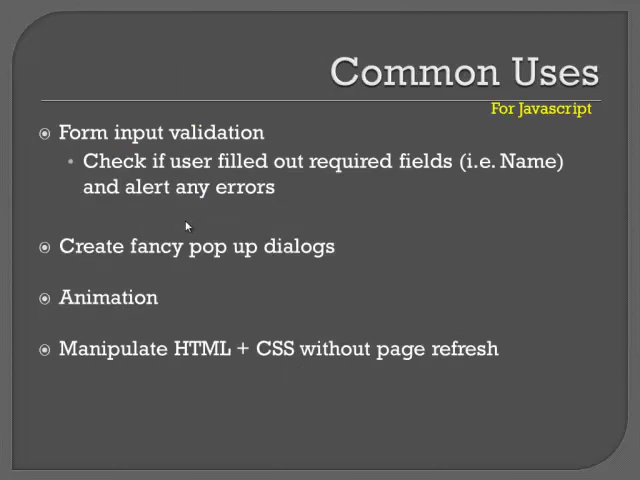 Common Uses
For Javascript
Form input validation
Check if user filled out required fields (i.e. Name)
and alert any errors
Create fancy pop up dialogs
Animation
Manipulate HTML + CSS without page refresh